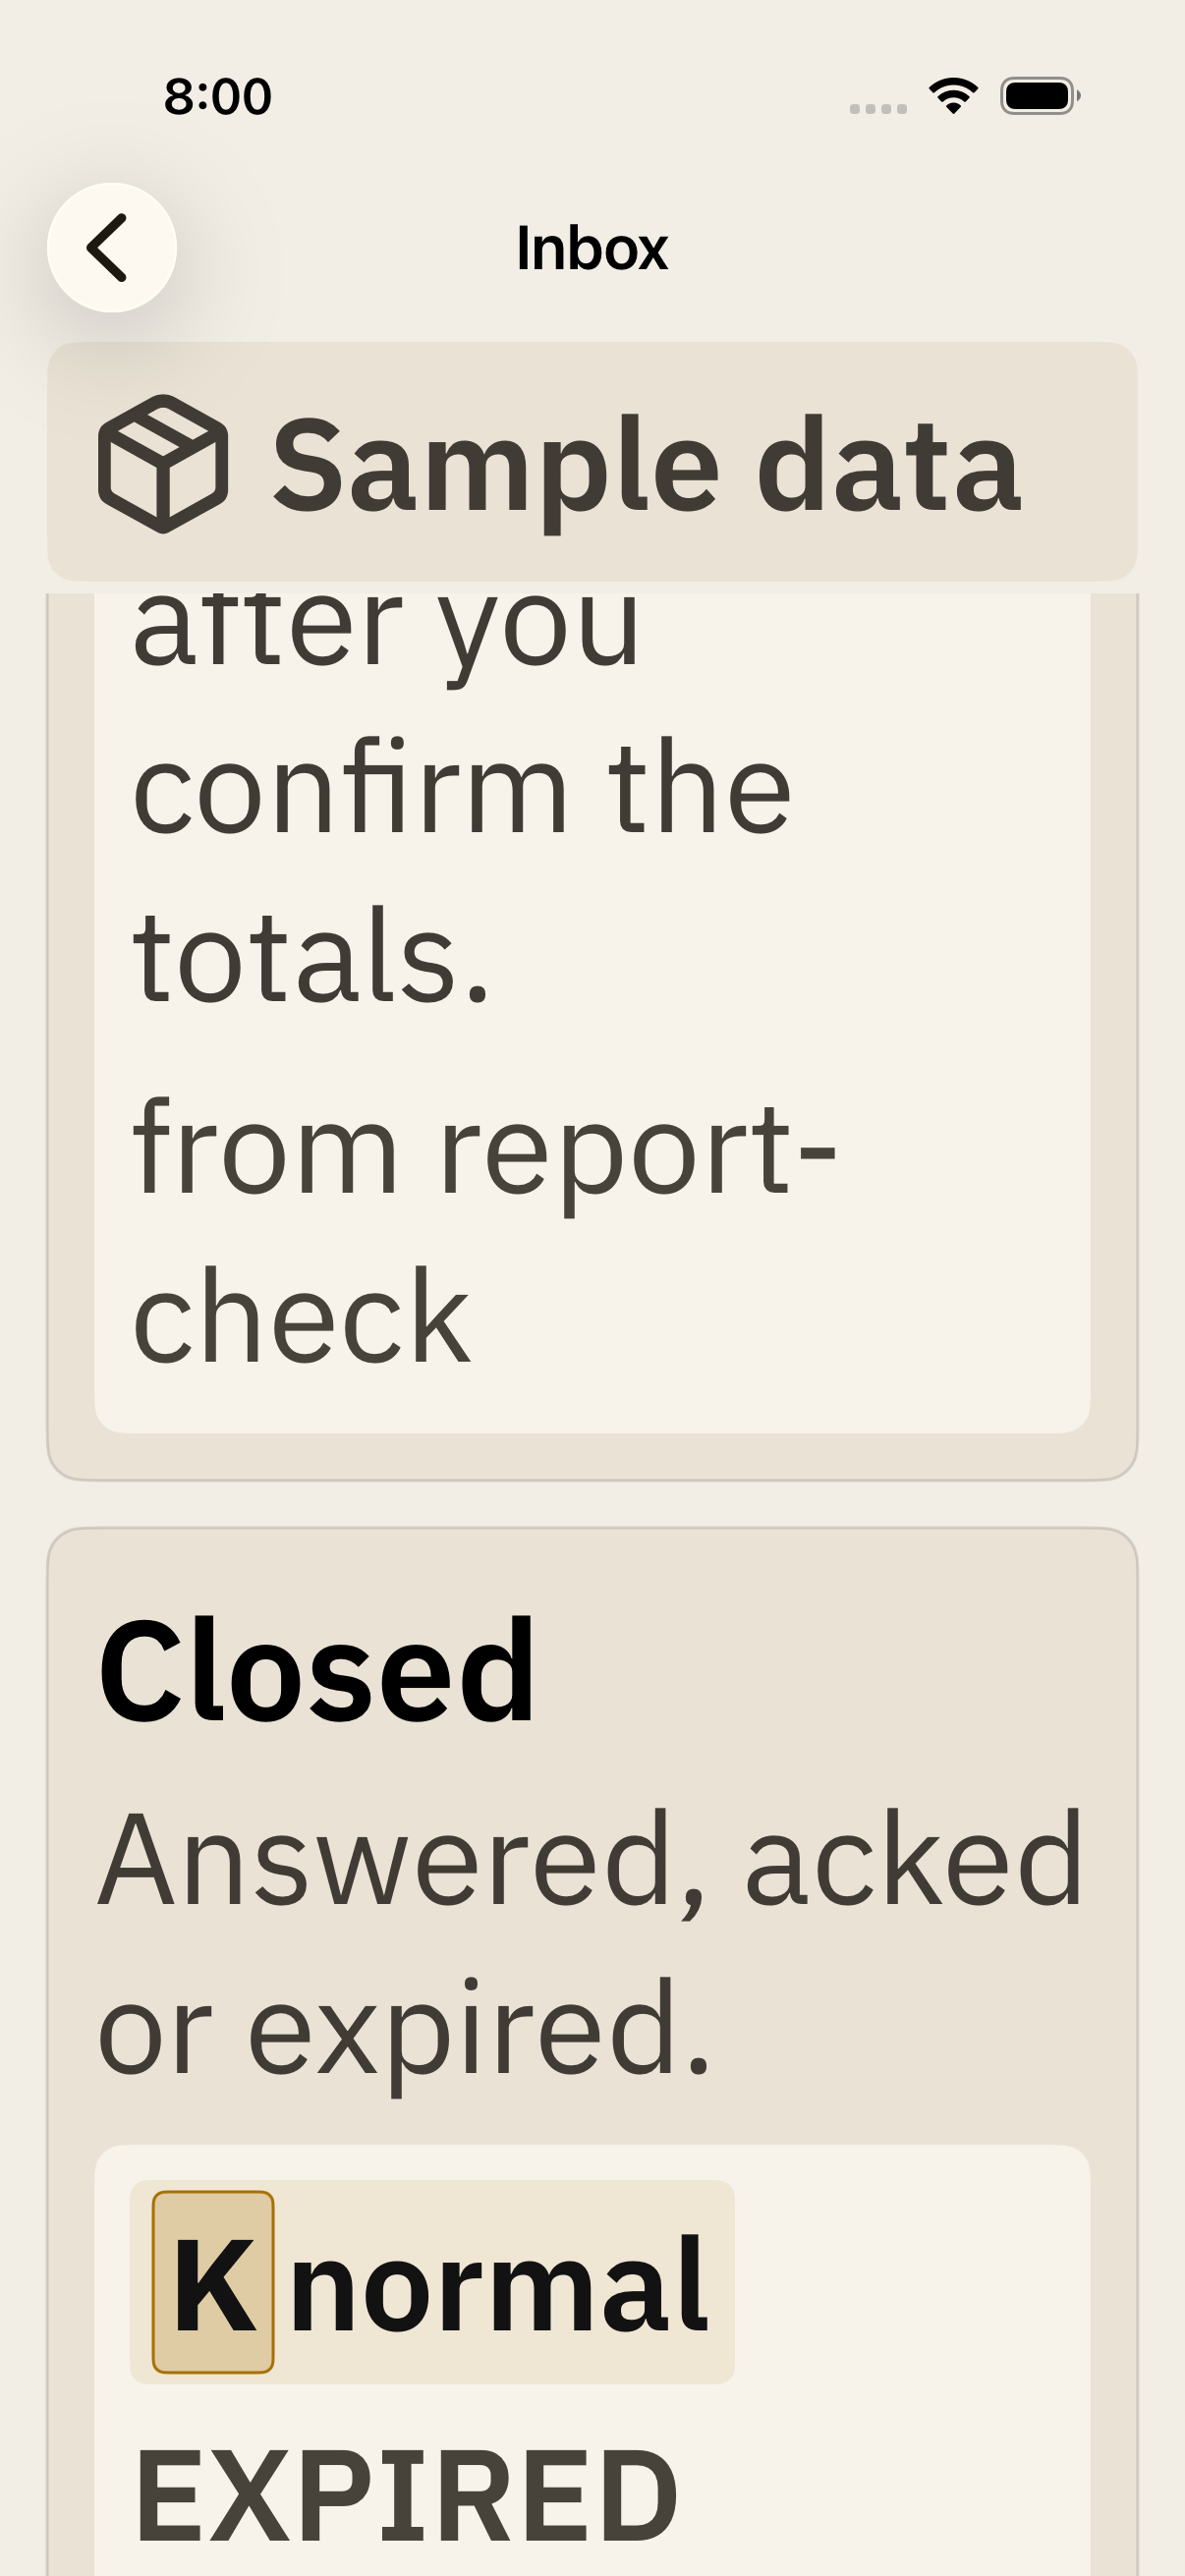 8:00
Inbox
Sample data
after you
confirm the
totals.
from report-
check
Closed
Answered, acked
or expired.
K normal
EXPIRED